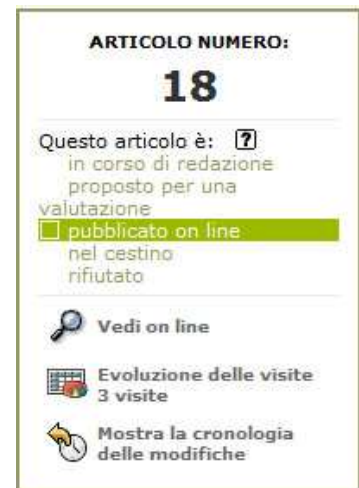 ARTICOLO NUMERO:
18
Questo articolo è: ?
in corso di redazione
proposto per una
valutazione
pubblicato on line
nel cestino
rifiutato
Vedi on line
Evoluzione delle visite
3 visite
Mostra la cronologia
delle modifiche